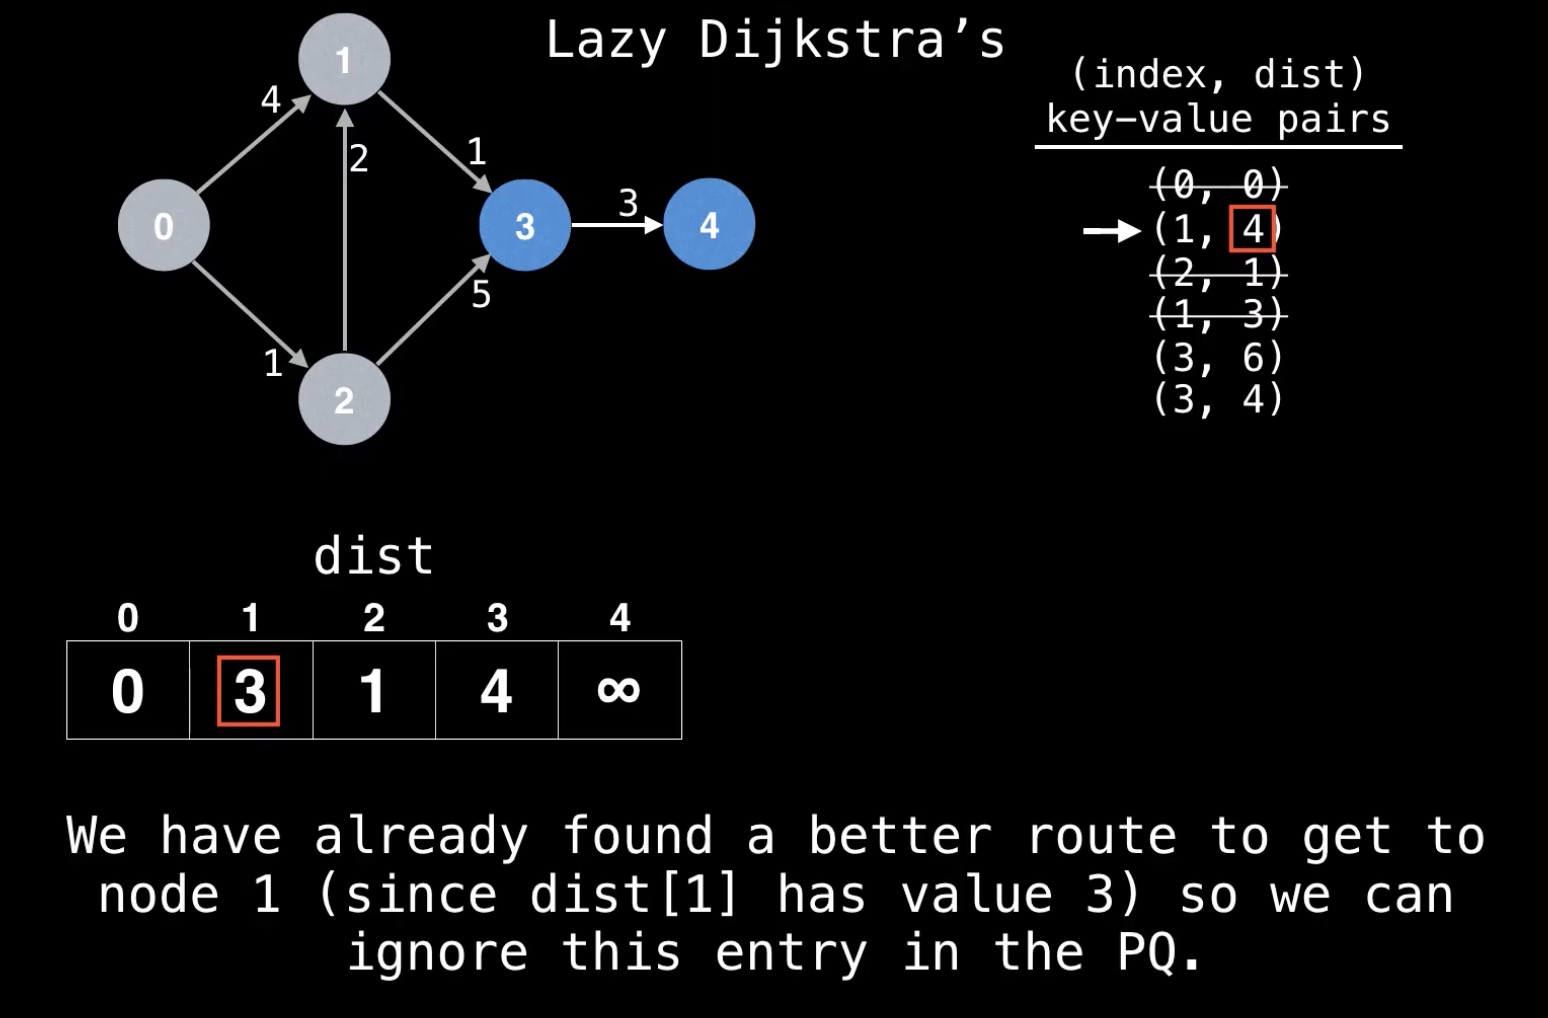 Lazy Dijkstra’s
(index, dist)
key-value pairs
(0, 0)
(1, 4)
(2, 1)
(1, 3)
(3, 6)
(3, 4)
1
4
2
1
0
3
3
4
5
1
2
dist
0 1 2 3 4
0 3 1 4 ∞
We have already found a better route to get to
node 1 (since dist[1] has value 3) so we can
ignore this entry in the PQ.